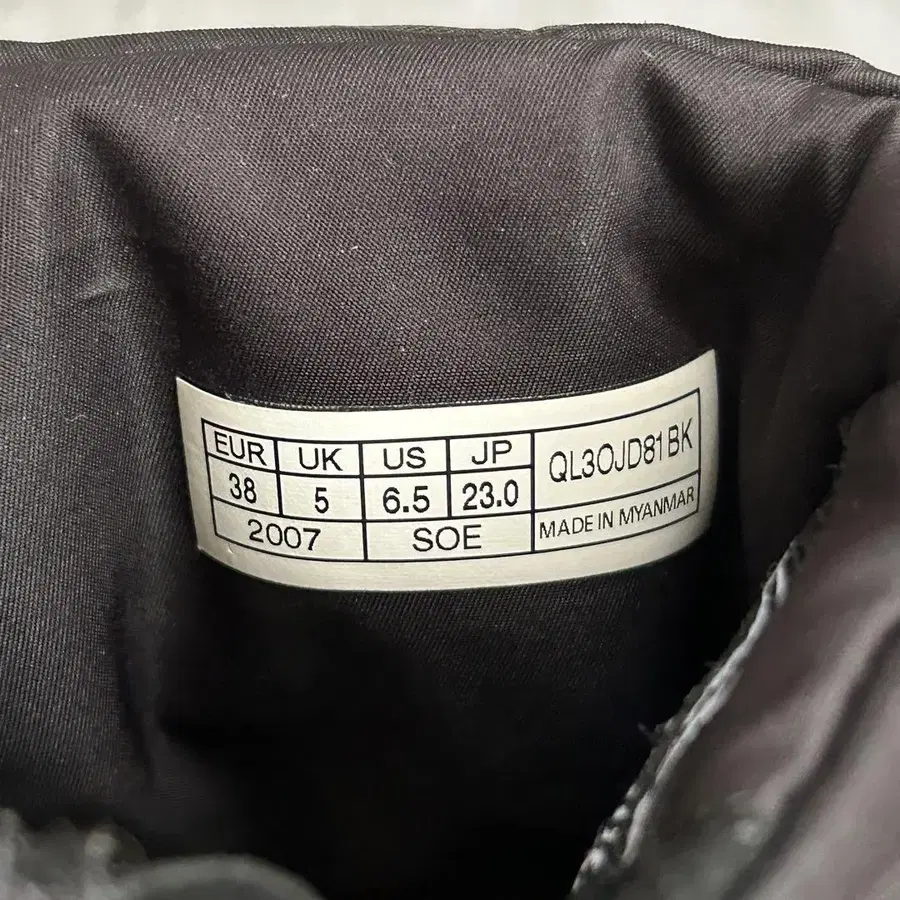 EUR UK US JP QL3OJD81BK
38 5 6.5 23.0
2007 SOE MADE IN MYANMAR